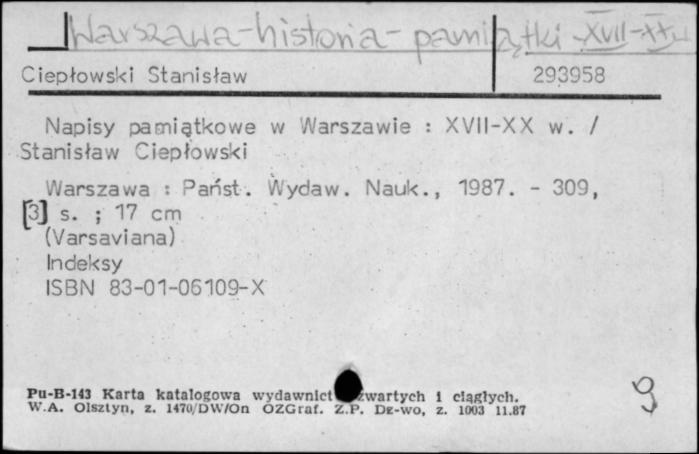 Warszawa-historia-pamiątki XVII-XX w
Ciepłowski Stanisław 293958
Napisy pamiątkowe w Warszawie : XVII-XX w. /
Stanisław Ciepłowski
Warszawa : Państ. Wydaw. Nauk., 1987. - 309,
[3] s. ; 17 cm
(Varsaviana)
Indeksy
ISBN 83-01-06109-X
Pu-B-143 Karta katalogowa wydawnict zwartych i ciągłych.
W.A. Olsztyn, z. 1470/DW/On OZGraf. Z.P. Dz-wo, z. 1003 11.87